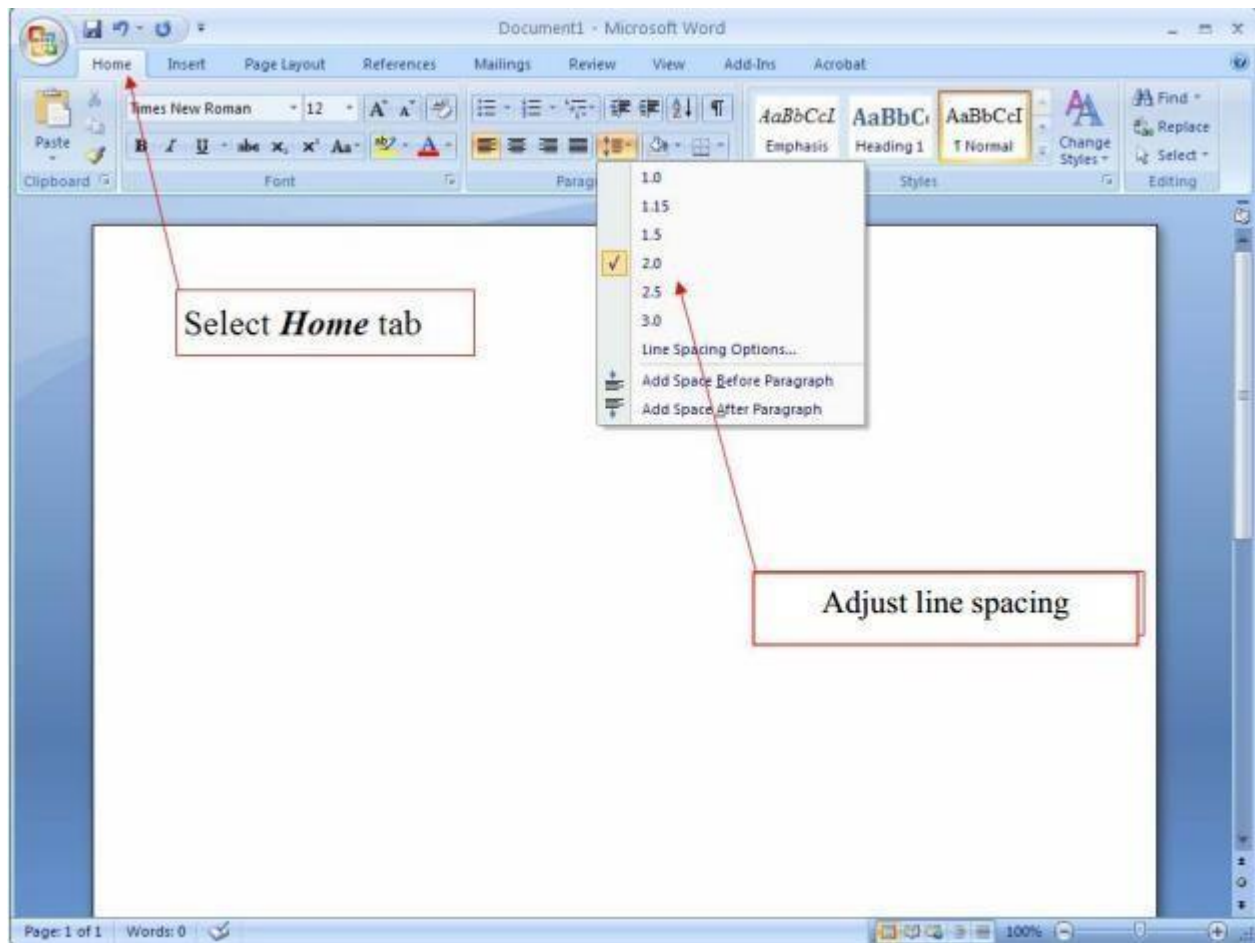 Document1 - Microsoft Word
Home Insert Page Layout References Mailings Review View Add-Ins Acrobat
Times New Roman 12 A A Aa
B I U abc x, x' Aa A
AaBbCcI AaBbC AaBbCcI
Emphasis Heading 1 ¶ Normal
Paste
Change Styles
Find
Replace
Select
Clipboard Font Parag Styles Editing
1.0
1.15
1.5
2.0
2.5
3.0
Line Spacing Options...
Add Space Before Paragraph
Add Space After Paragraph
Select Home tab
Adjust line spacing
Page: 1 of 1 Words: 0 100%